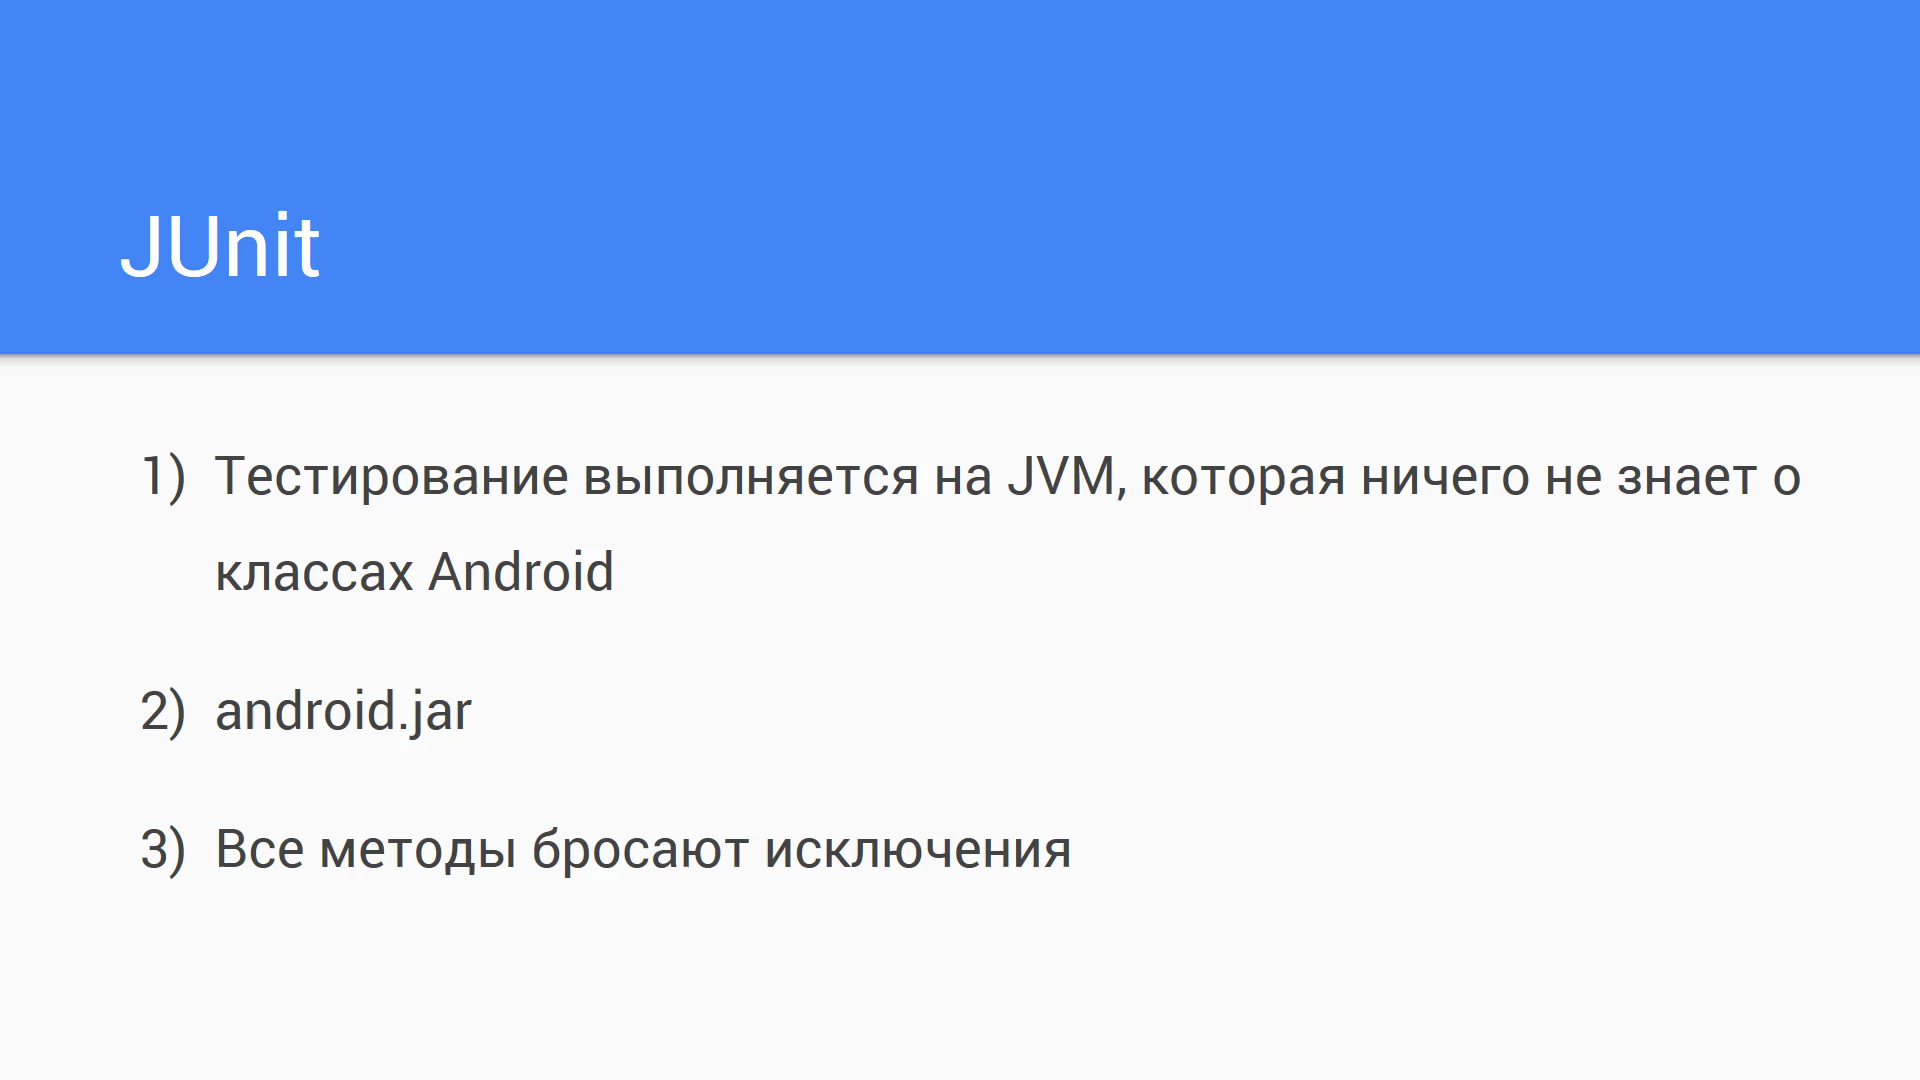 JUnit
1) Тестирование выполняется на JVM, которая ничего не знает о
классах Android
2) android.jar
3) Все методы бросают исключения